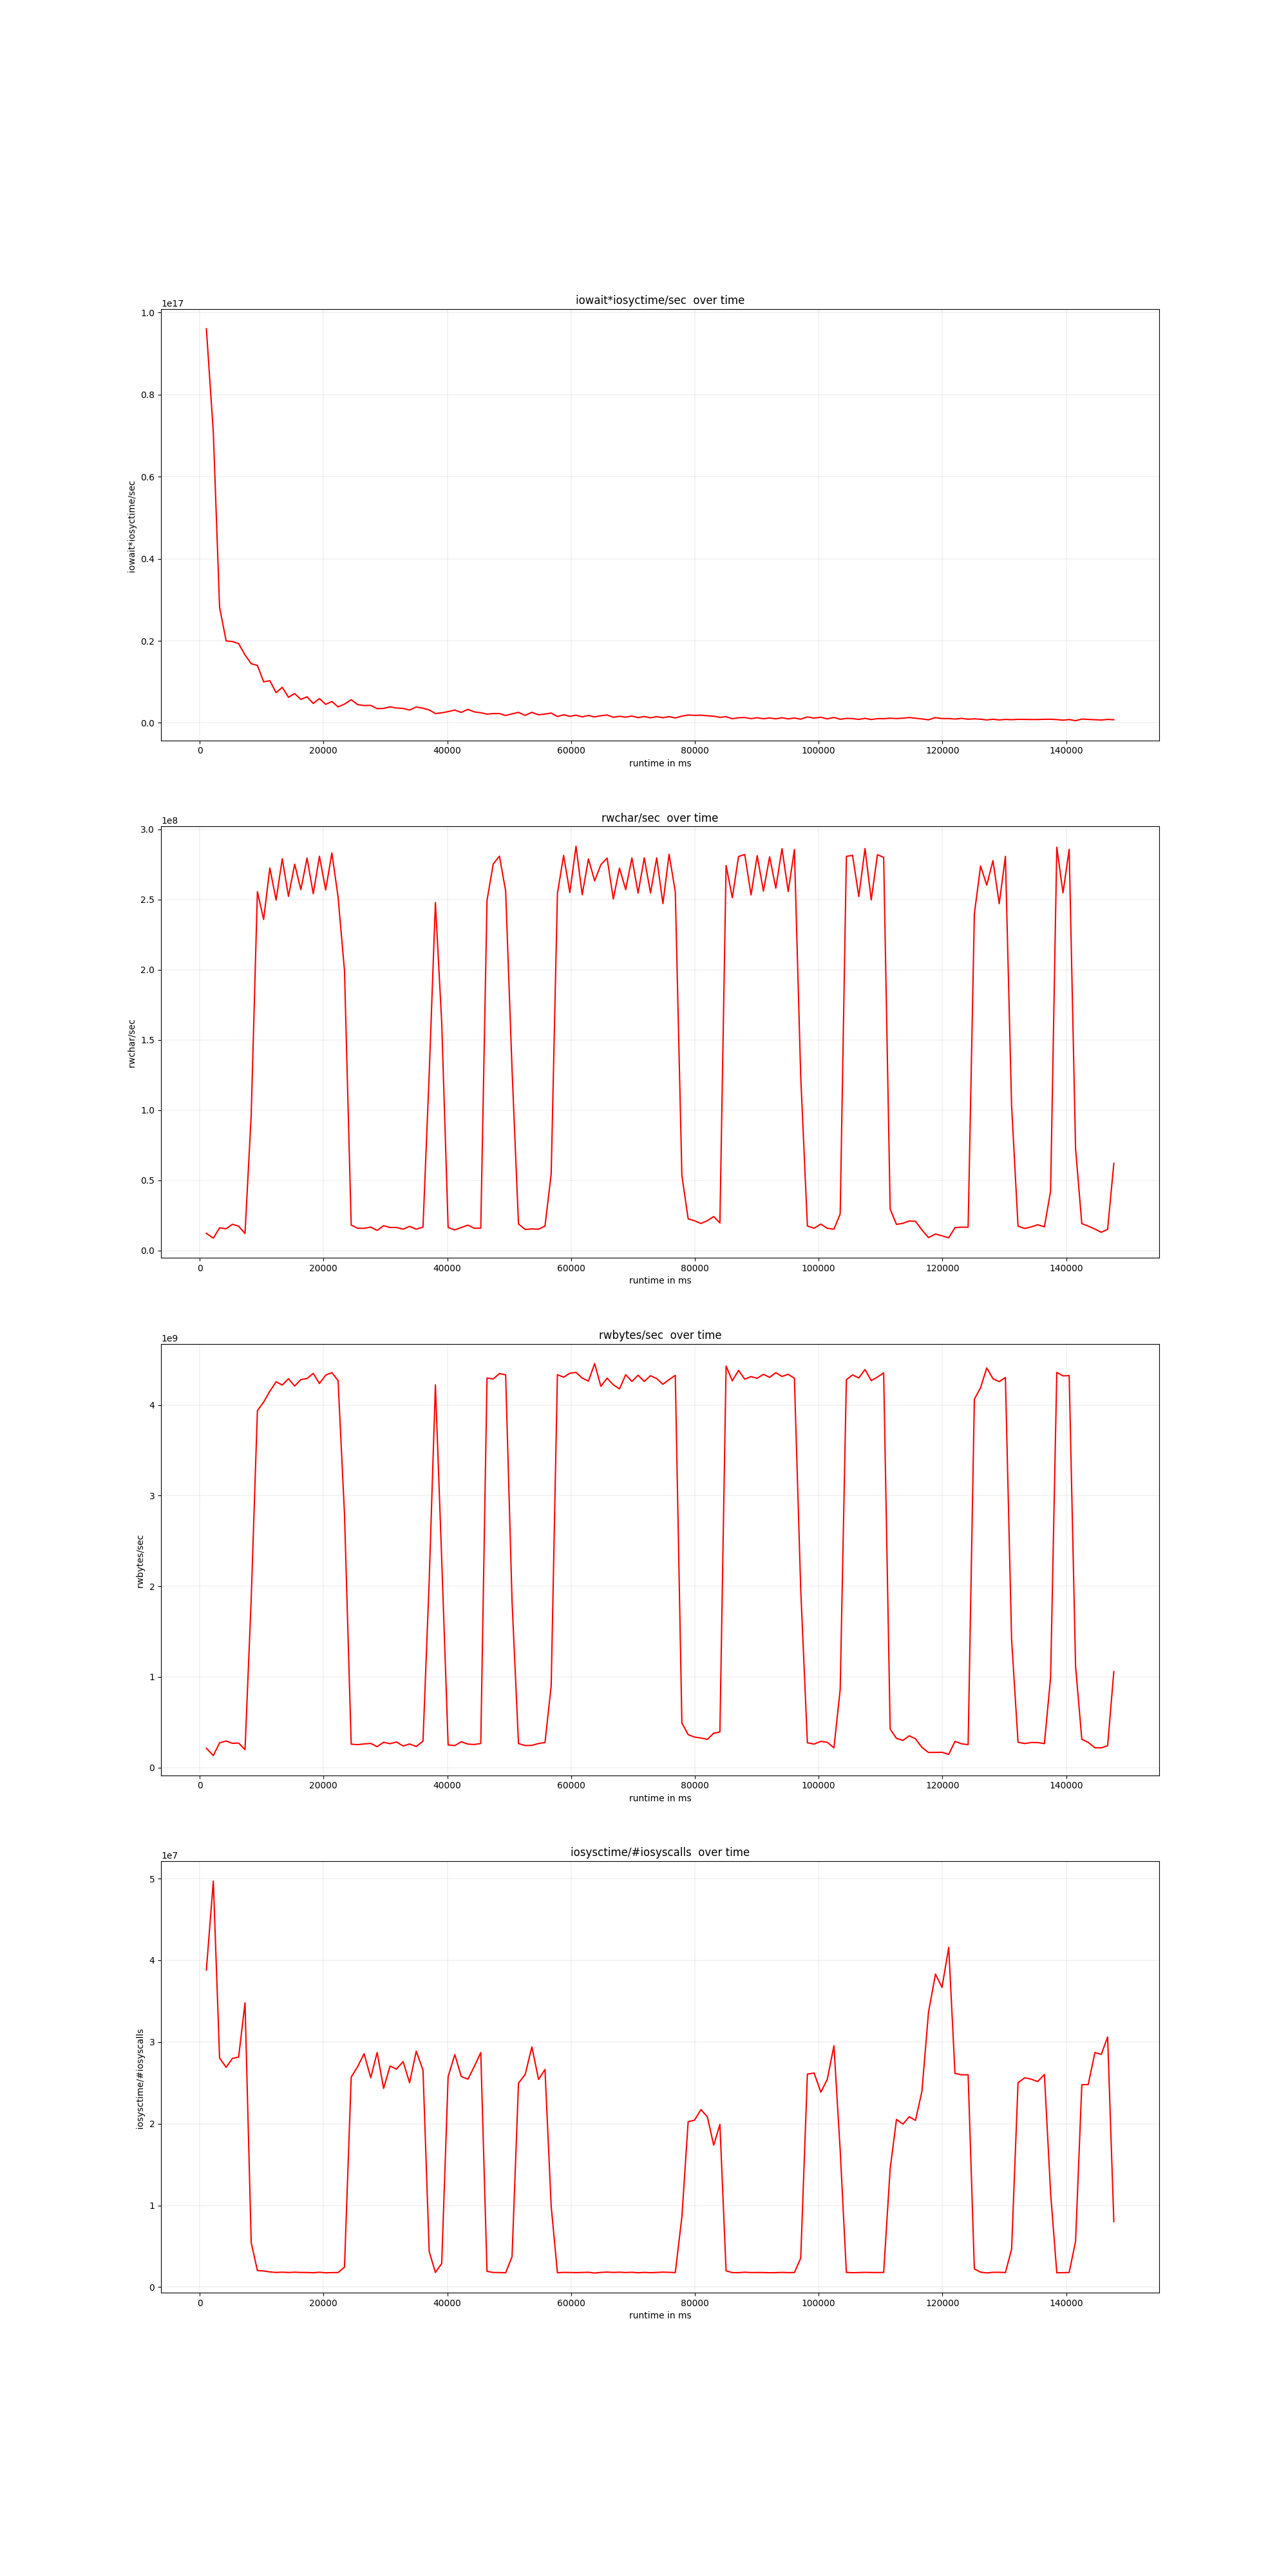 iowait*iosyctime/sec  over time
1e17
1.0
0.8
0.6
0.4
0.2
0.0
iowait*iosyctime/sec
0 20000 40000 60000 80000 100000 120000 140000
runtime in ms
rwchar/sec  over time
1e8
3.0
2.5
2.0
1.5
1.0
0.5
0.0
rwchar/sec
0 20000 40000 60000 80000 100000 120000 140000
runtime in ms
rwbytes/sec  over time
1e9
4
3
2
1
0
rwbytes/sec
0 20000 40000 60000 80000 100000 120000 140000
runtime in ms
iosysctime/#iosyscalls  over time
1e7
5
4
3
2
1
0
iosysctime/#iosyscalls
0 20000 40000 60000 80000 100000 120000 140000
runtime in ms